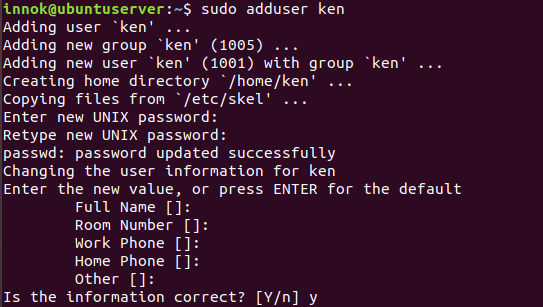 innok@ubuntuserver:~$ sudo adduser ken
Adding user `ken' ...
Adding new group `ken' (1005) ...
Adding new user `ken' (1001) with group `ken' ...
Creating home directory `/home/ken' ...
Copying files from `/etc/skel' ...
Enter new UNIX password:
Retype new UNIX password:
passwd: password updated successfully
Changing the user information for ken
Enter the new value, or press ENTER for the default
Full Name []:
Room Number []:
Work Phone []:
Home Phone []:
Other []:
Is the information correct? [Y/n] y